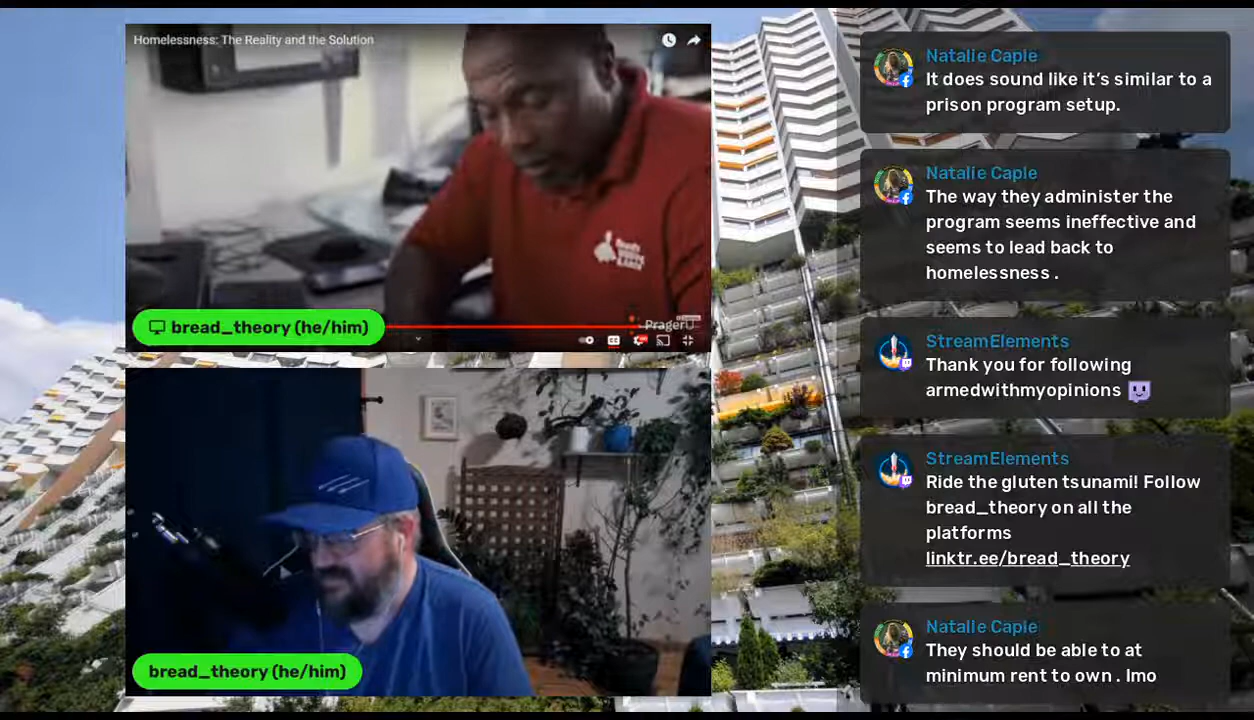 Homelessness: The Reality and the Solution
bread_theory (he/him)
PragerU
CC
bread_theory (he/him)
Natalie Caple
It does sound like it's similar to a
prison program setup.
Natalie Caple
The way they administer the
program seems ineffective and
seems to lead back to
homelessness .
StreamElements
Thank you for following
armedwithmyopinions
StreamElements
Ride the gluten tsunami! Follow
bread_theory on all the
platforms
linktr.ee/bread_theory
Natalie Caple
They should be able to at
minimum rent to own . Imo